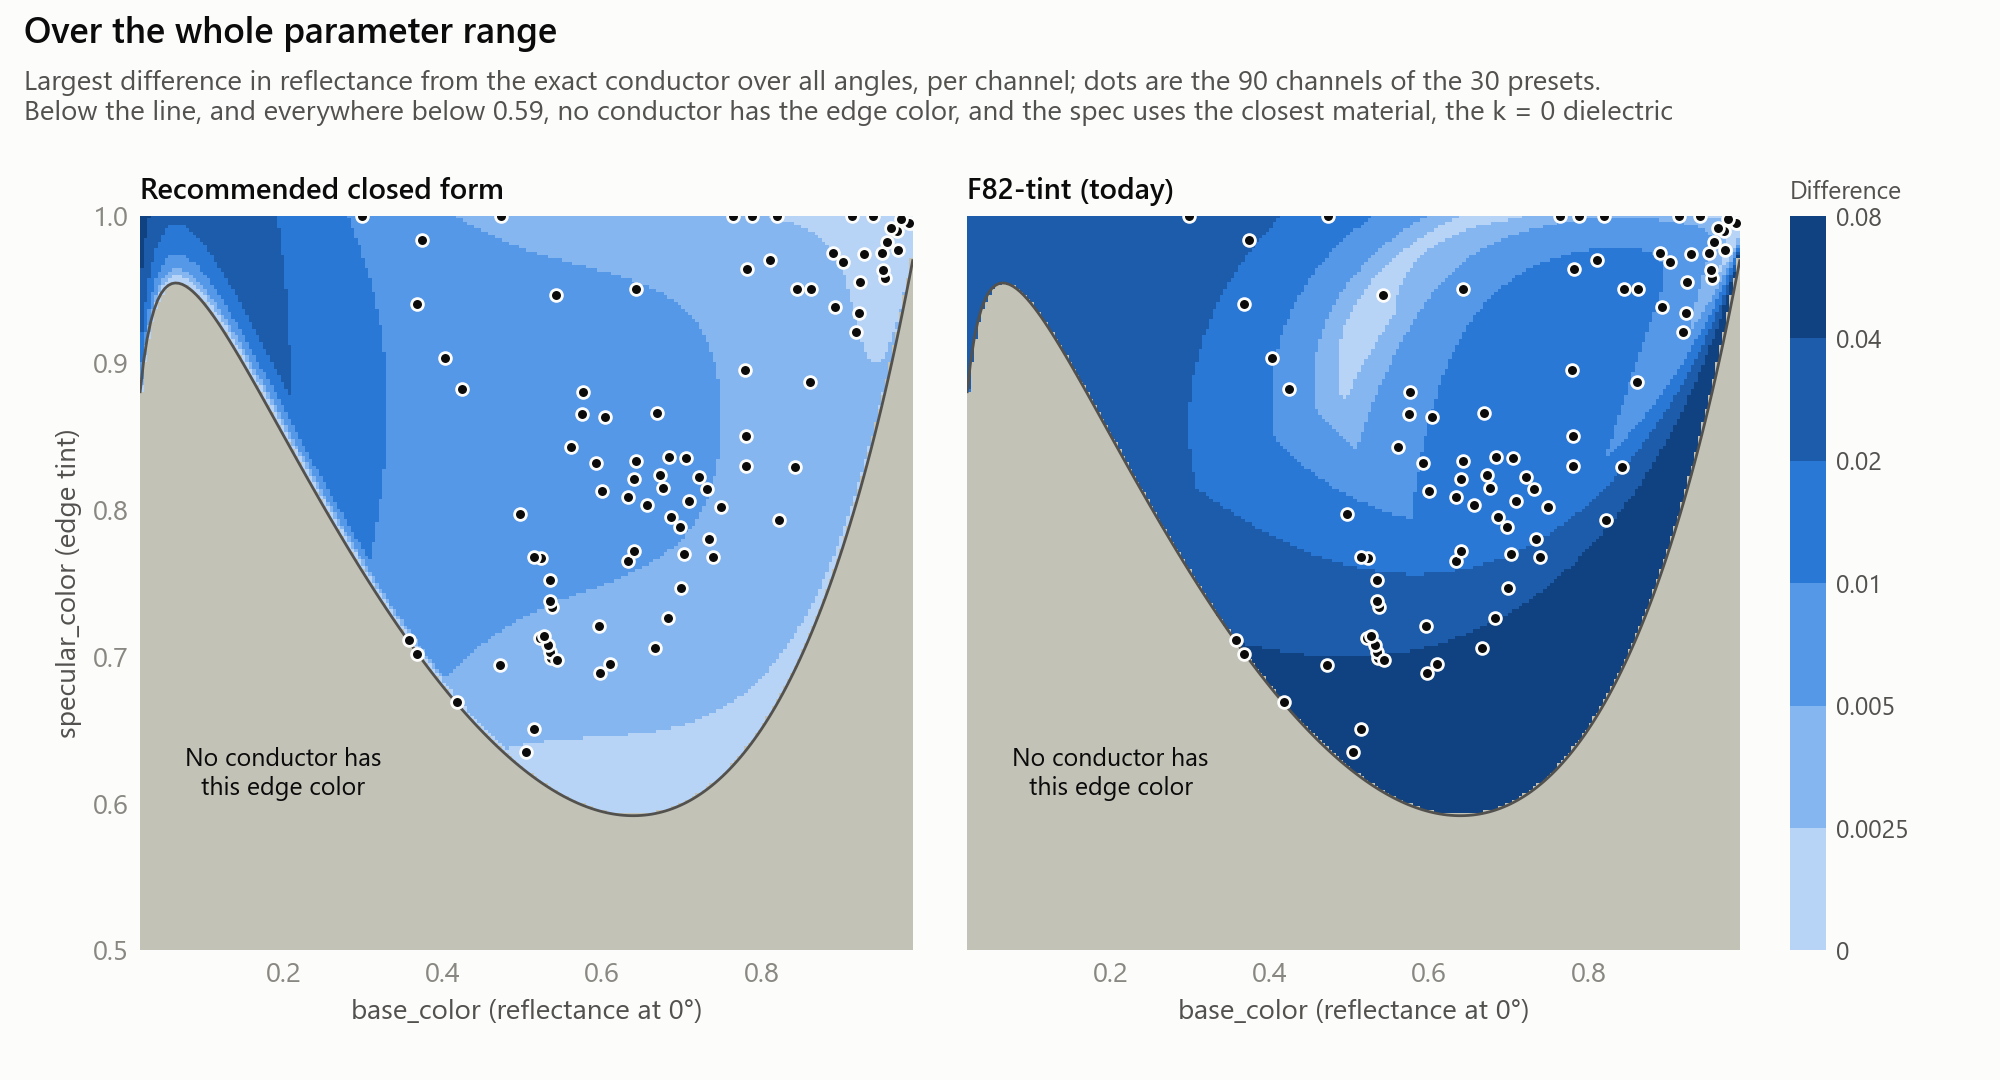 Over the whole parameter range
Largest difference in reflectance from the exact conductor over all angles, per channel; dots are the 90 channels of the 30 presets.
Below the line, and everywhere below 0.59, no conductor has the edge color, and the spec uses the closest material, the k = 0 dielectric
Recommended closed form
F82-tint (today)
Difference
specular_color (edge tint)
1.0
0.9
0.8
0.7
0.6
0.5
No conductor has
this edge color
No conductor has
this edge color
0.08
0.04
0.02
0.01
0.005
0.0025
0
0.2
0.4
0.6
0.8
0.2
0.4
0.6
0.8
base_color (reflectance at 0°)
base_color (reflectance at 0°)